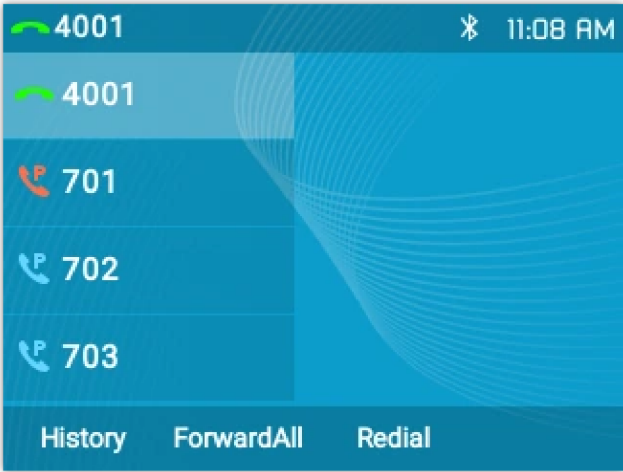 4001 11:08 AM
4001
P 701
P 702
P 703
History ForwardAll Redial